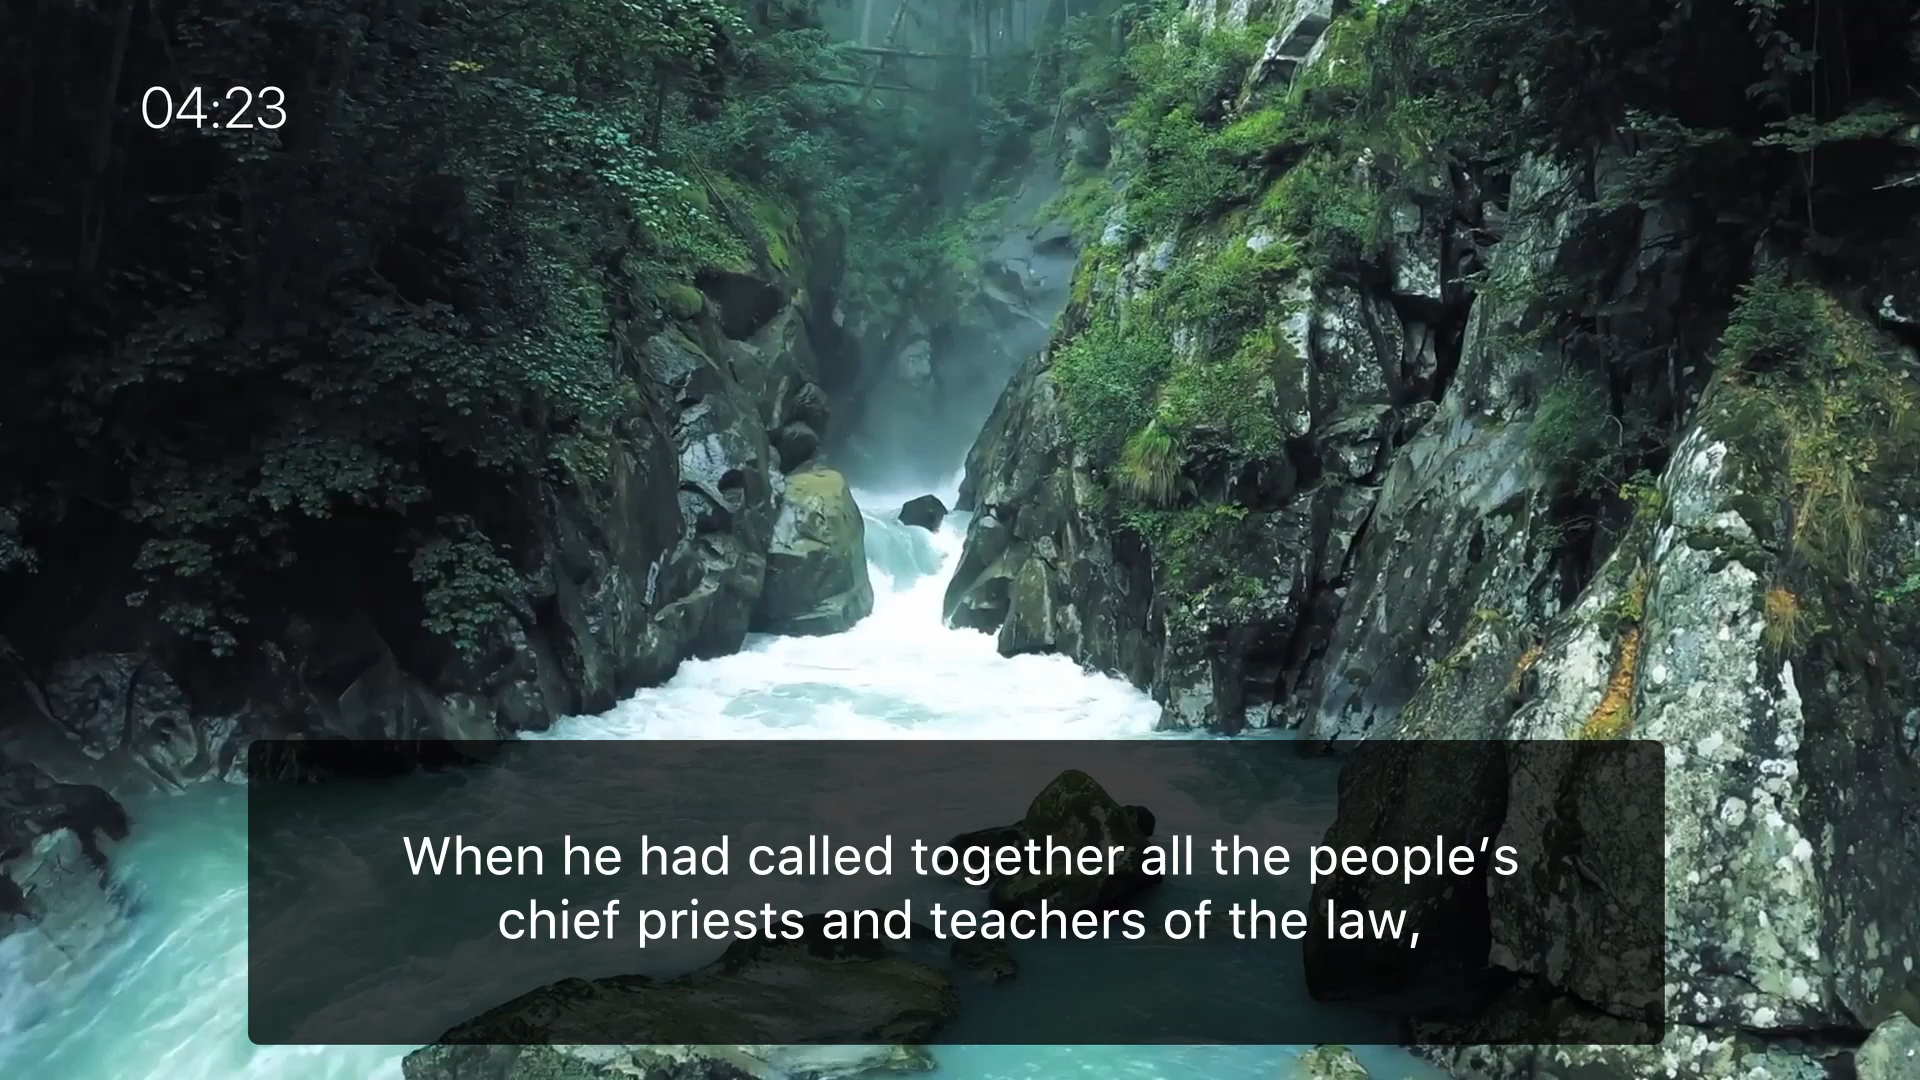 04:23
When he had called together all the people’s
chief priests and teachers of the law,